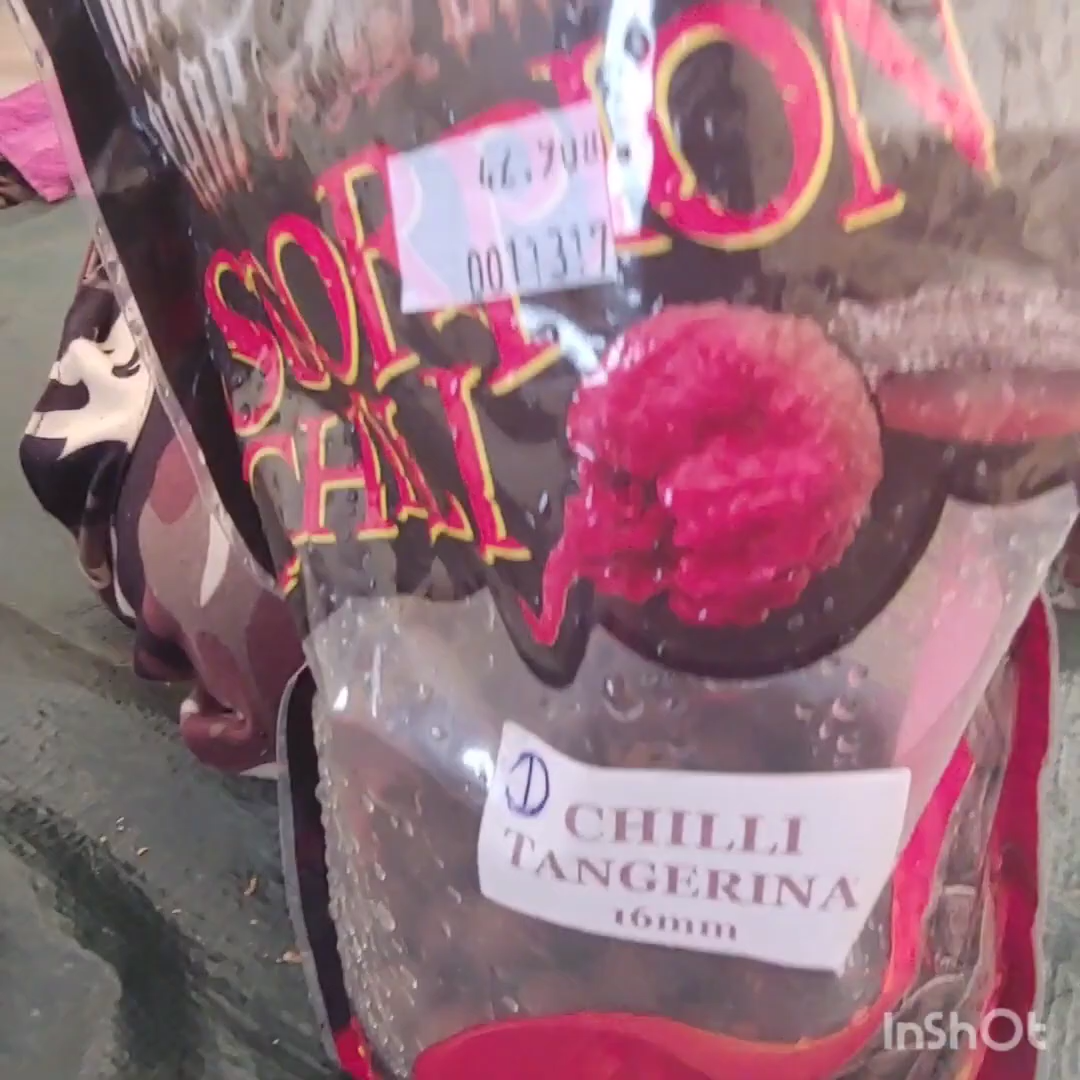 SCORPION
CHILI
42.900
0011317
D
CHILLI
TANGERINA
16mm
InShOt